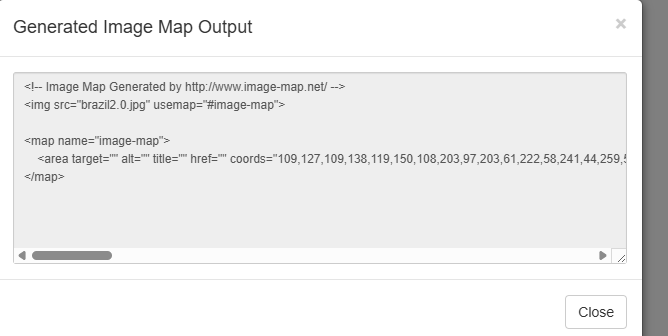 Generated Image Map Output
×
<!-- Image Map Generated by http://www.image-map.net/ -->
<img src="brazil2.0.jpg" usemap="#image-map">
<map name="image-map">
<area target="" alt="" title="" href="" coords="109,127,109,138,119,150,108,203,97,203,61,222,58,241,44,259,
</map>
Close